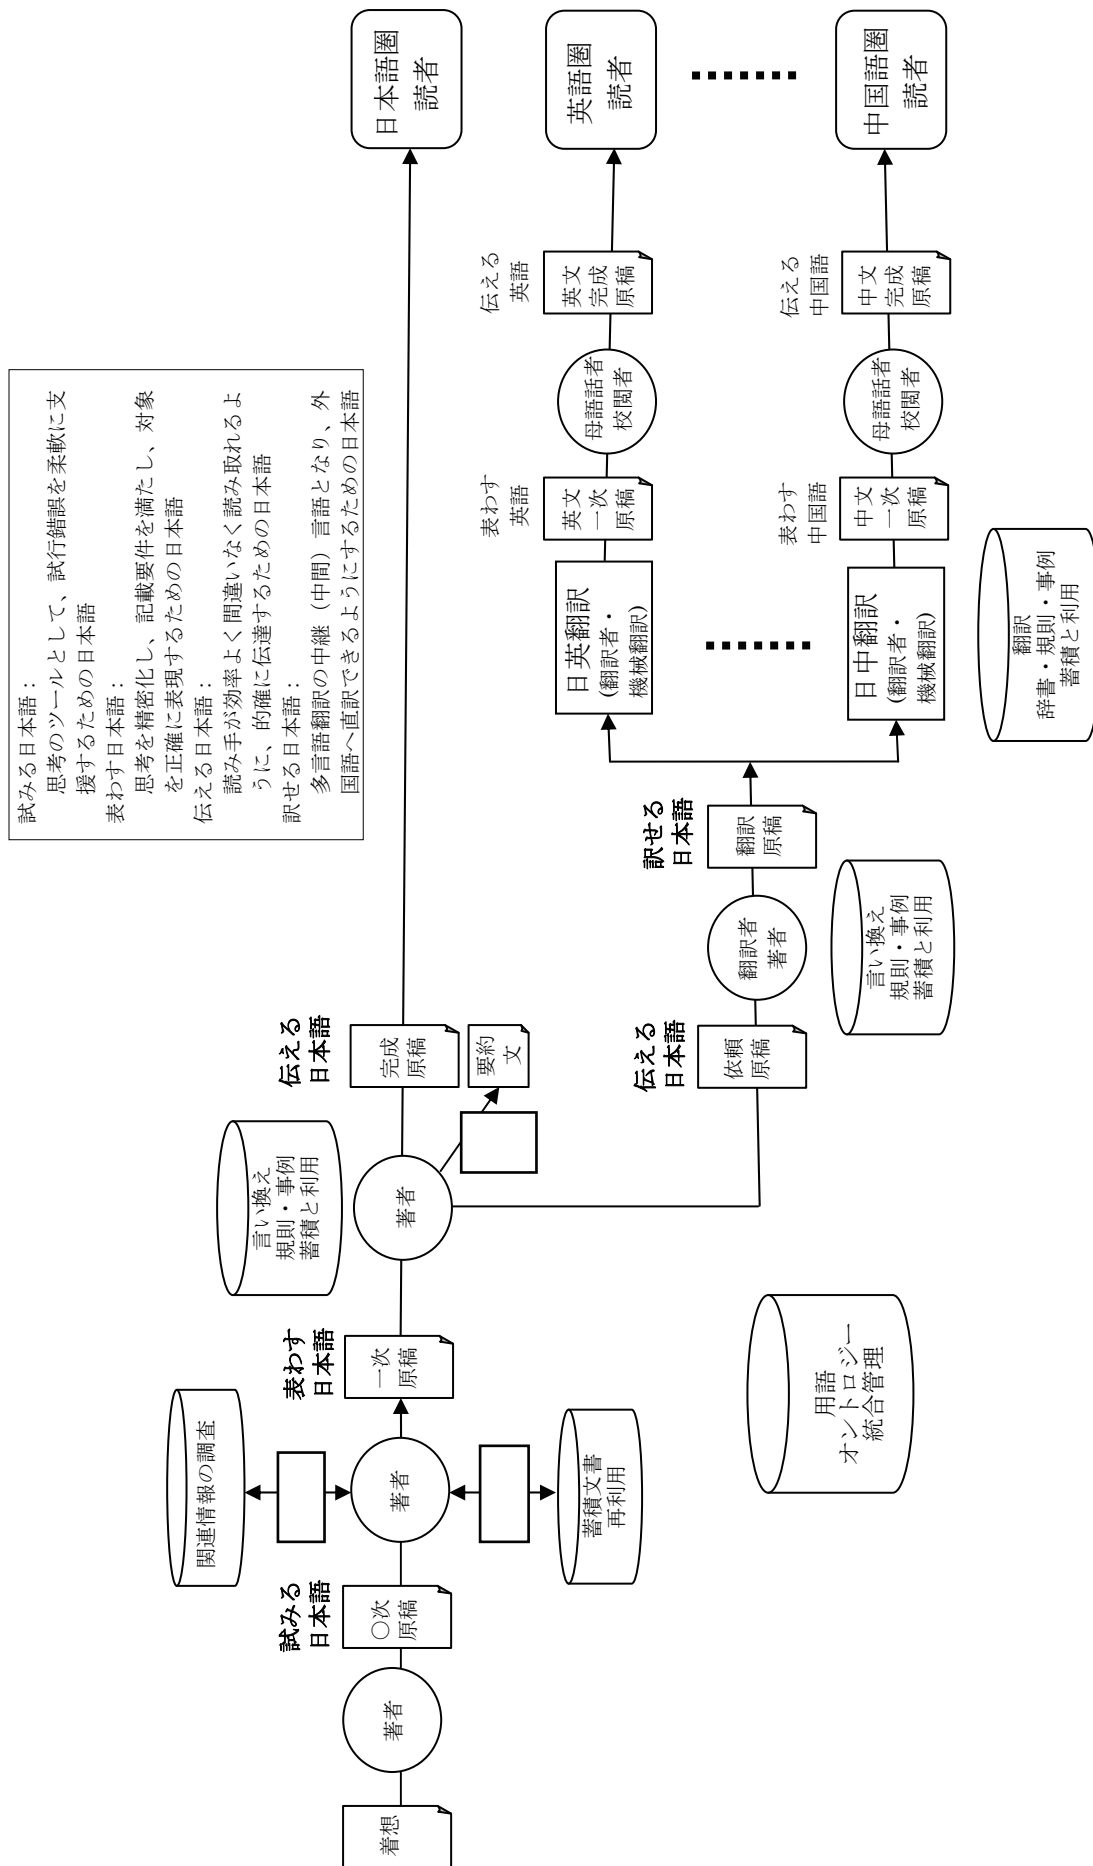 試みる日本語：
思考のツールとして、試行錯誤を柔軟に支
援するための日本語
表わす日本語：
思考を精密化し、記載要件を満たし、対象
を正確に表現するための日本語
伝える日本語：
読み手が効率よく間違いなく読み取れるよ
うに、的確に伝達するための日本語
訳せる日本語：
多言語翻訳の中継（中間）言語となり、外
国語へ直訳できるようにするための日本語
関連情報の調査
言い換え
規則・事例
蓄積と利用
試みる
日本語
表わす
日本語
伝える
日本語
着想
著者
〇次
原稿
著者
一次
原稿
著者
完成
原稿
日本語圏
読者
要約
文
蓄積文書
再利用
伝える
日本語
依頼
原稿
翻訳者
著者
訳せる
日本語
翻訳
原稿
言い換え
規則・事例
蓄積と利用
用語
オントロジー
統合管理
表わす
英語
伝える
英語
日英翻訳
(翻訳者・
機械翻訳)
英文
一次
原稿
母語話者
校閲者
英文
完成
原稿
英語圏
読者
表わす
中国語
伝える
中国語
日中翻訳
(翻訳者・
機械翻訳)
中文
一次
原稿
母語話者
校閲者
中文
完成
原稿
中国語圏
読者
翻訳
辞書・規則・事例
蓄積と利用